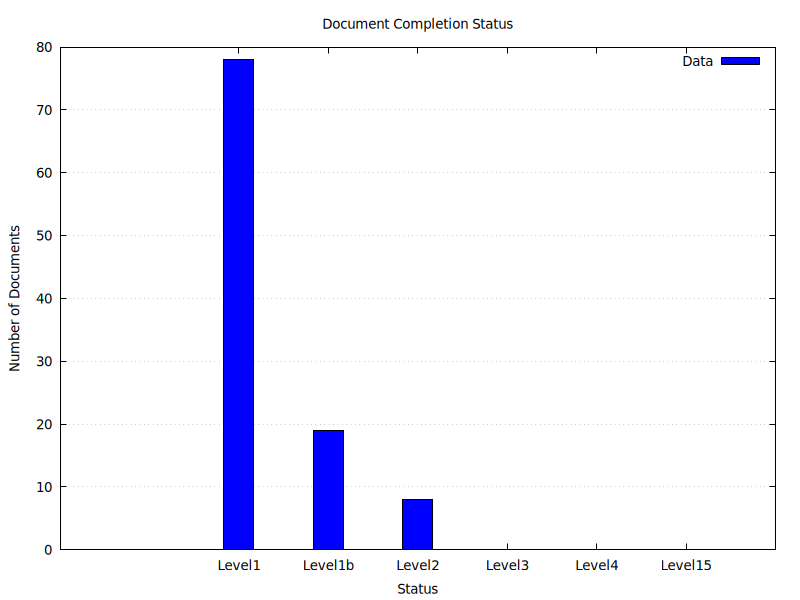 Document Completion Status
Data
Number of Documents
80
70
60
50
40
30
20
10
0
Level1 Level1b Level2 Level3 Level4 Level15
Status